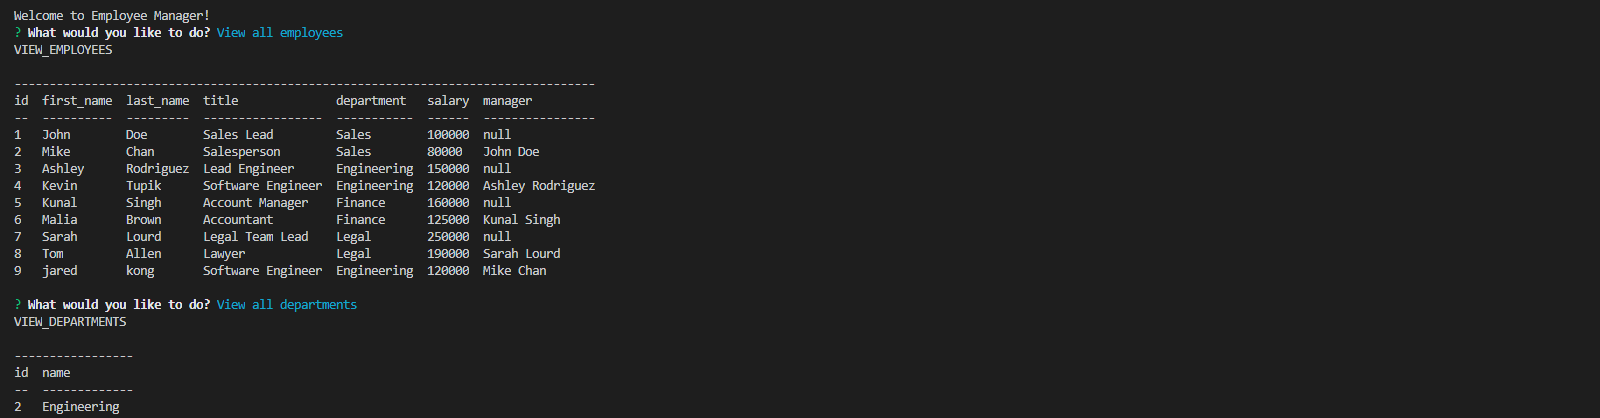 Welcome to Employee Manager!
? What would you like to do? View all employees
VIEW_EMPLOYEES
-----------------------------------------------------------------------------------
id  first_name  last_name  title              department   salary  manager
--  ----------  ---------  -----------------  -----------  ------  ----------------
1   John        Doe        Sales Lead         Sales        100000  null
2   Mike        Chan       Salesperson        Sales        80000   John Doe
3   Ashley      Rodriguez  Lead Engineer      Engineering  150000  null
4   Kevin       Tupik      Software Engineer  Engineering  120000  Ashley Rodriguez
5   Kunal       Singh      Account Manager    Finance      160000  null
6   Malia       Brown      Accountant         Finance      125000  Kunal Singh
7   Sarah       Lourd      Legal Team Lead    Legal        250000  null
8   Tom         Allen      Lawyer             Legal        190000  Sarah Lourd
9   jared       kong       Software Engineer  Engineering  120000  Mike Chan
? What would you like to do? View all departments
VIEW_DEPARTMENTS
-----------------
id  name
--  -------------
2   Engineering